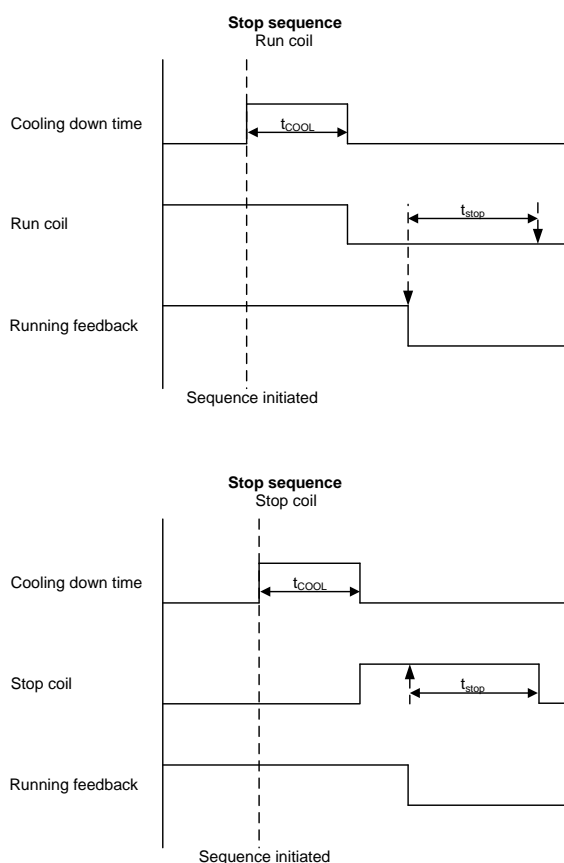 Stop sequence
Run coil
Cooling down time
tCOOL
Run coil
tstop
Running feedback
Sequence initiated
Stop sequence
Stop coil
Cooling down time
tCOOL
Stop coil
tstop
Running feedback
Sequence initiated